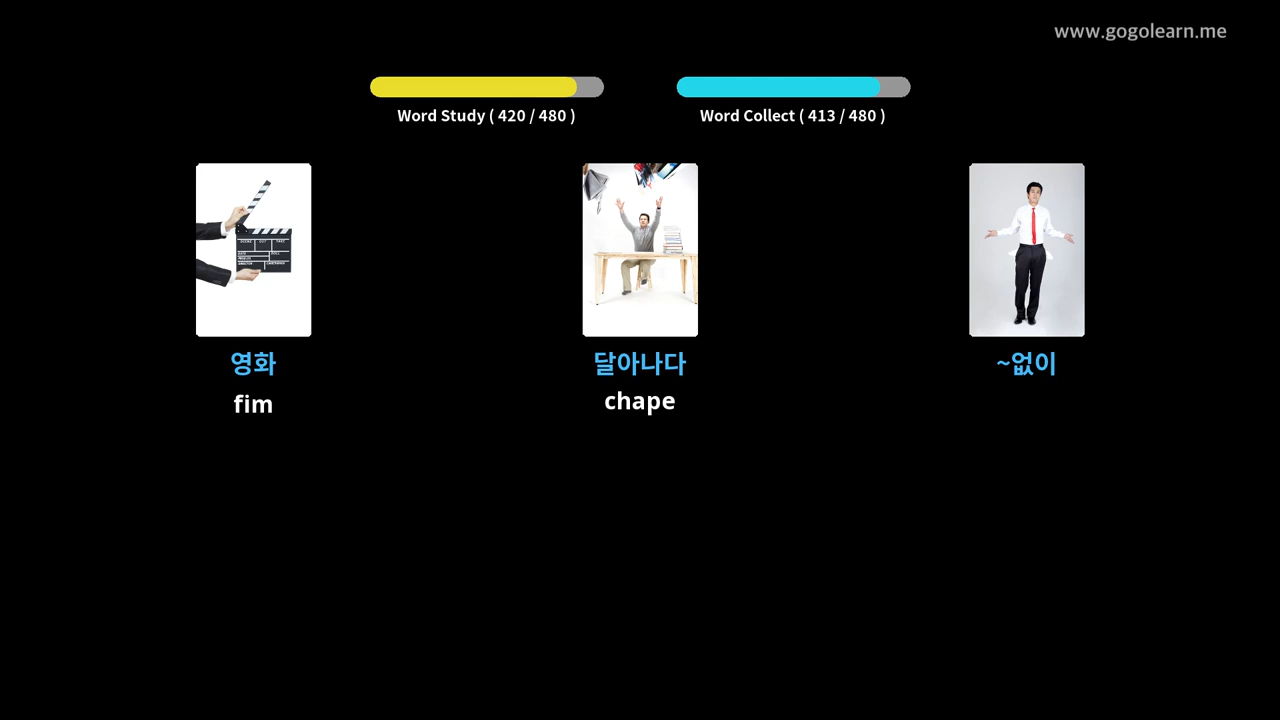 www.gogolearn.me
Word Study ( 420 / 480 )
Word Collect ( 413 / 480 )
영화
fim
달아나다
chape
~없이